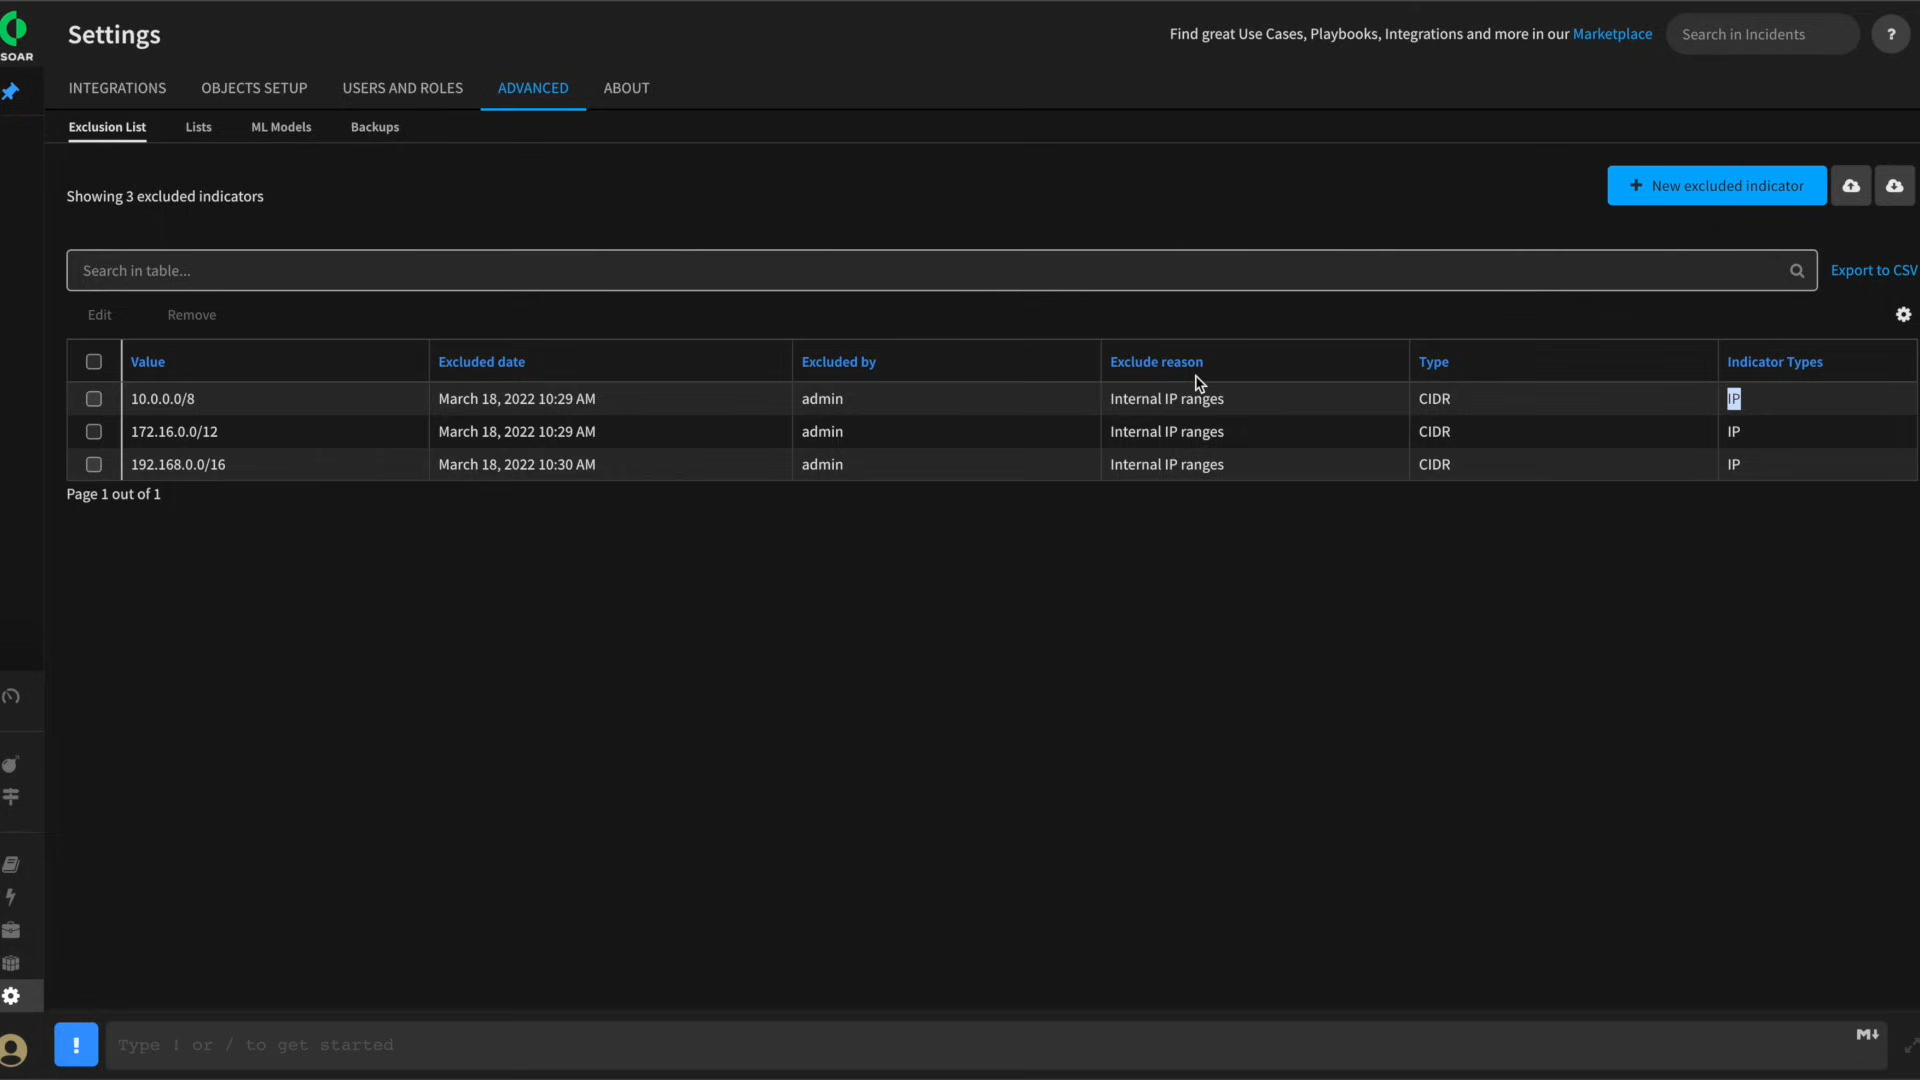 SOAR
Settings
Find great Use Cases, Playbooks, Integrations and more in our Marketplace
Search in Incidents
?
INTEGRATIONS OBJECTS SETUP USERS AND ROLES ADVANCED ABOUT
Exclusion List Lists ML Models Backups
Showing 3 excluded indicators
+ New excluded indicator
Search in table...
Export to CSV
Edit Remove
Value Excluded date Excluded by Exclude reason Type Indicator Types
10.0.0.0/8 March 18, 2022 10:29 AM admin Internal IP ranges CIDR IP
172.16.0.0/12 March 18, 2022 10:29 AM admin Internal IP ranges CIDR IP
192.168.0.0/16 March 18, 2022 10:30 AM admin Internal IP ranges CIDR IP
Page 1 out of 1
! Type ! or / to get started
M